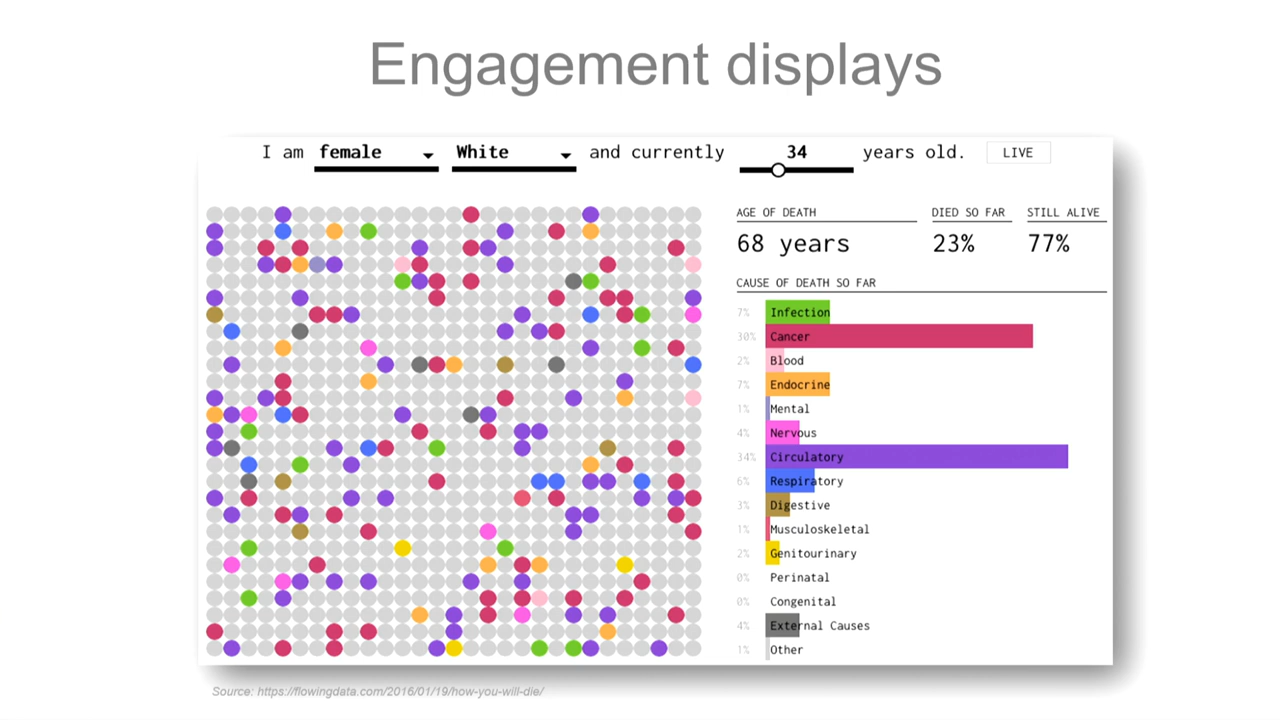 Engagement displays
I am female White and currently 34 years old. LIVE
AGE OF DEATH DIED SO FAR STILL ALIVE
68 years 23% 77%
CAUSE OF DEATH SO FAR
7% Infection
30% Cancer
2% Blood
7% Endocrine
1% Mental
4% Nervous
34% Circulatory
6% Respiratory
3% Digestive
1% Musculoskeletal
2% Genitourinary
0% Perinatal
0% Congenital
4% External Causes
1% Other
Source: https://flowingdata.com/2016/01/19/how-you-will-die/